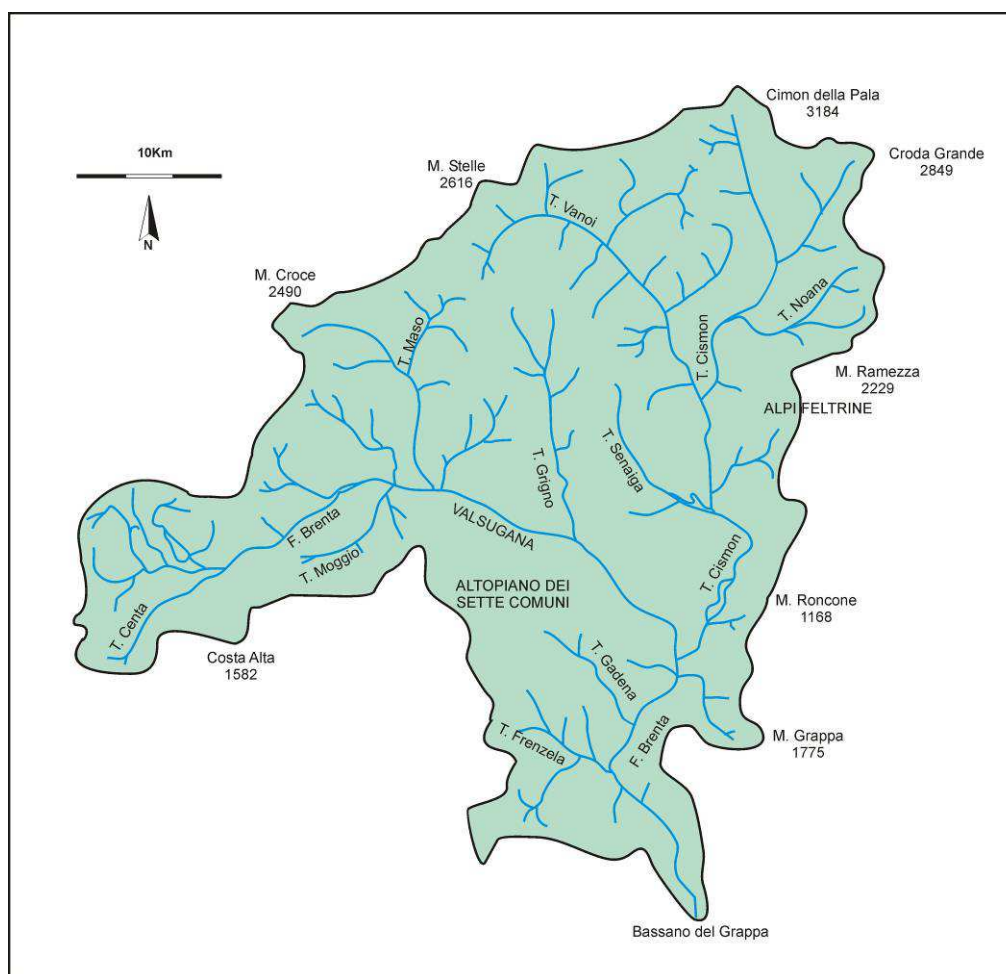 Cimon della Pala
3184
10Km
Croda Grande
2849
M. Stelle
2616
T. Vanoi
N
M. Croce
2490
T. Noana
T. Maso
T. Cismon
M. Ramezza
2229
ALPI FELTRINE
T. Senaiga
T. Grigno
VALSUGANA
F. Brenta
T. Moggio
T. Cismon
ALTOPIANO DEI
SETTE COMUNI
M. Roncone
1168
T. Centa
Costa Alta
1582
T. Gadena
M. Grappa
1775
F. Brenta
T. Frenzela
Bassano del Grappa